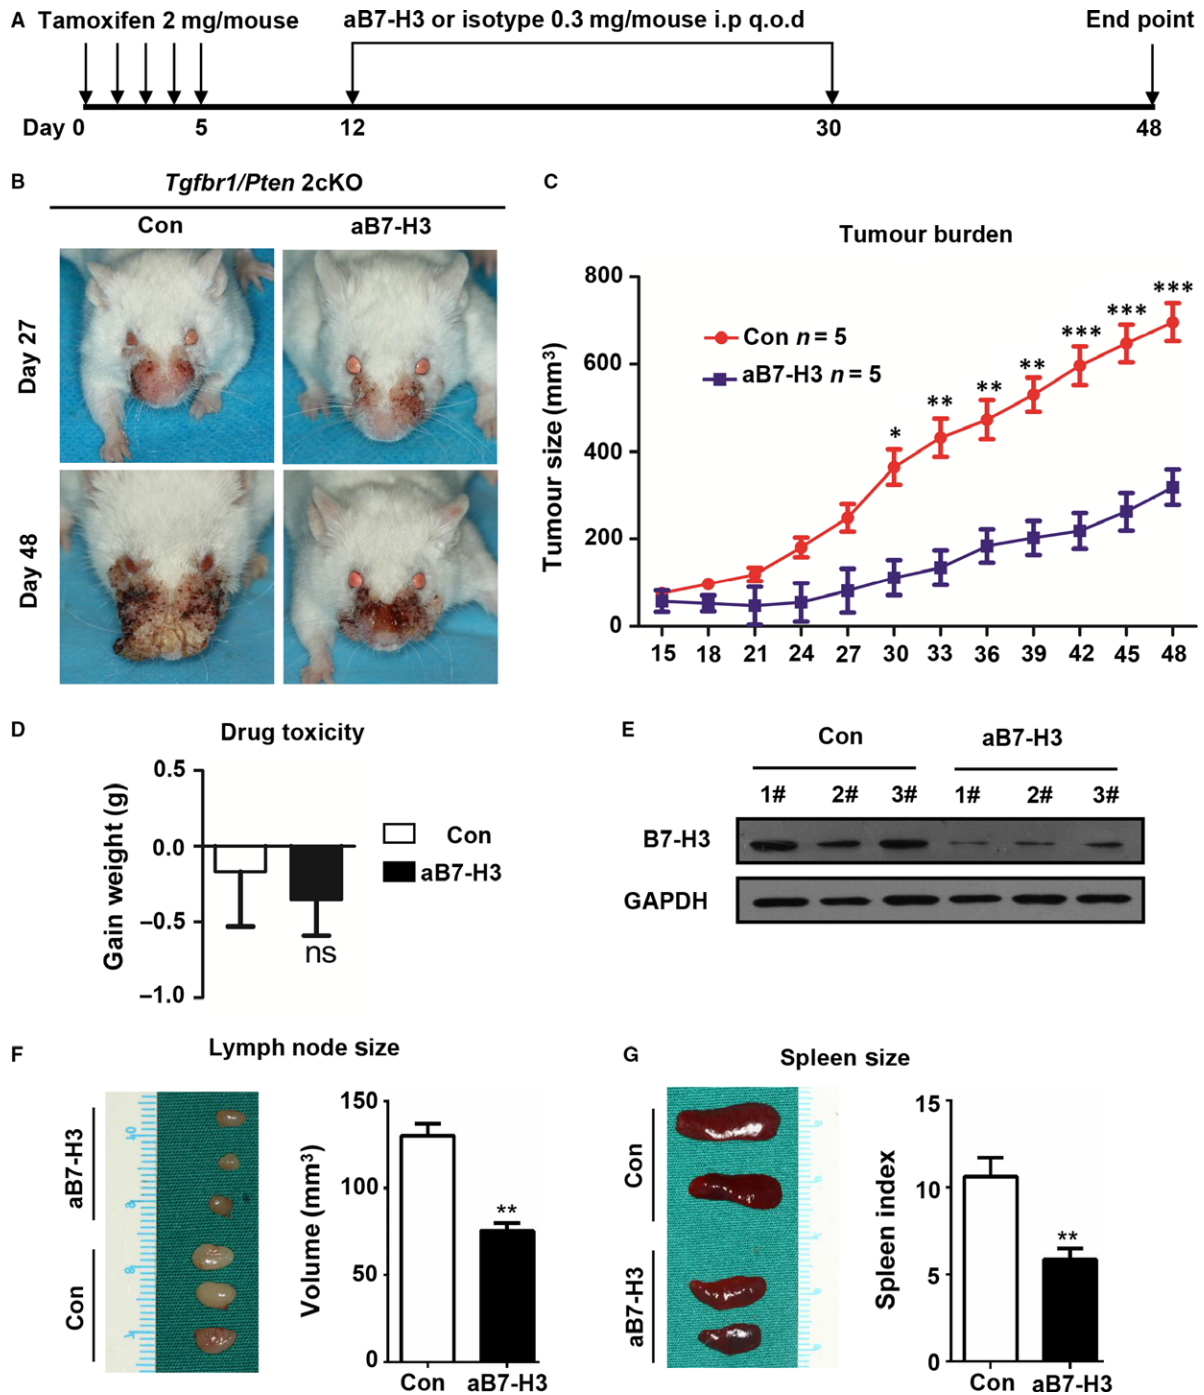 A Tamoxifen 2 mg/mouse aB7-H3 or isotype 0.3 mg/mouse i.p q.o.d End point
Day 0 5 12 30 48
B Tgfbr1/Pten 2cKO
Con aB7-H3
Day 27
Day 48
C
Tumour burden
Tumour size (mm³)
800
600
400
200
0
Con n = 5
aB7-H3 n = 5
* ** ** ** *** *** ***
15 18 21 24 27 30 33 36 39 42 45 48
D Drug toxicity
Gain weight (g)
0.5
0.0
−0.5
−1.0
ns
Con
aB7-H3
E
Con aB7-H3
1# 2# 3# 1# 2# 3#
B7-H3
GAPDH
F Lymph node size
aB7-H3
Con
Volume (mm³)
150
100
50
0
**
Con aB7-H3
G Spleen size
Con
aB7-H3
Spleen index
15
10
5
0
**
Con aB7-H3